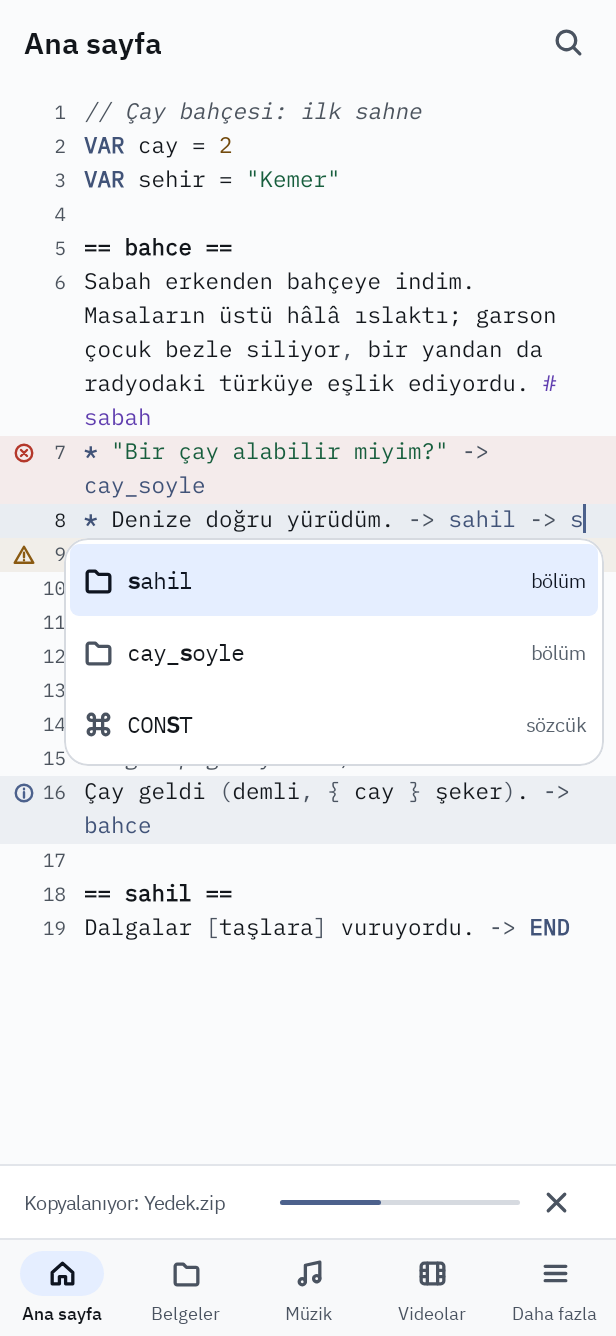 Ana sayfa
1 // Çay bahçesi: ilk sahne
2 VAR cay = 2
3 VAR sehir = "Kemer"
4
5 == bahce ==
6 Sabah erkenden bahçeye indim.
Masaların üstü hâlâ ıslaktı; garson
çocuk bezle siliyor, bir yandan da
radyodaki türküye eşlik ediyordu. #
sabah
7 * "Bir çay alabilir miyim?" ->
cay_soyle
8 * Denize doğru yürüdüm. -> sahil -> s
9
sahil bölüm
10
11
cay_soyle bölüm
12
13
CONST sözcük
14
15
16 Çay geldi (demli, { cay } şeker). ->
bahce
17
18 == sahil ==
19 Dalgalar [taşlara] vuruyordu. -> END
Kopyalanıyor: Yedek.zip
Ana sayfa Belgeler Müzik Videolar Daha fazla